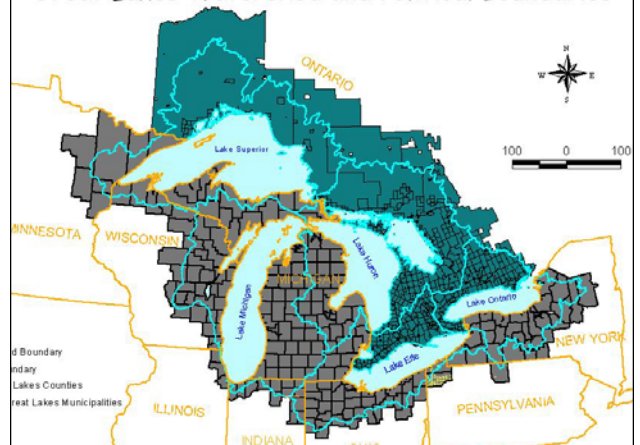 ONTARIO
N
W E
S
100 0 100
Lake Superior
MINNESOTA
WISCONSIN
MICHIGAN
Lake Huron
Lake Michigan
Lake Ontario
Lake Erie
NEW YORK
d Boundary
ndary
Lakes Counties
reat Lakes Municipalities
ILLINOIS
INDIANA
PENNSYLVANIA